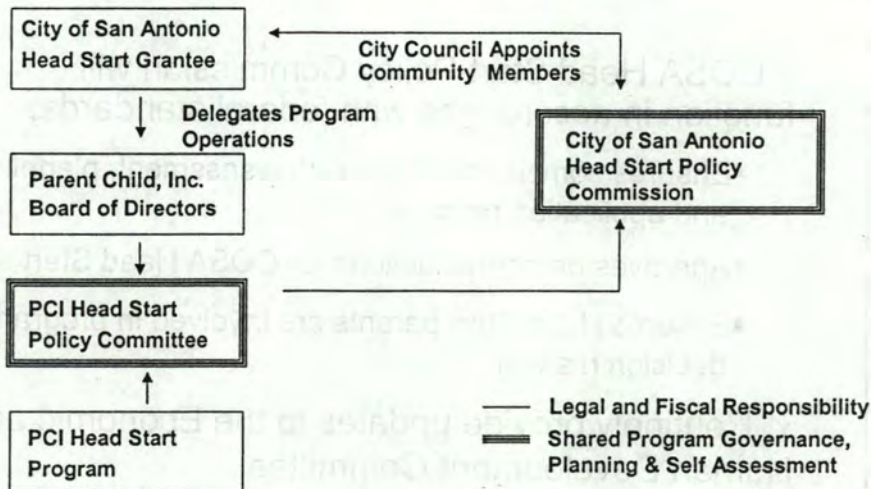 City of San Antonio
Head Start Grantee
City Council Appoints
Community Members
Delegates Program
Operations
City of San Antonio
Head Start Policy
Commission
Parent Child, Inc.
Board of Directors
PCI Head Start
Policy Committee
PCI Head Start
Program
Legal and Fiscal Responsibility
Shared Program Governance,
Planning & Self Assessment